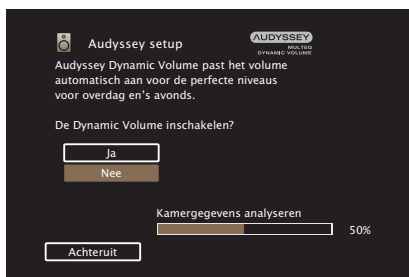 Audyssey setup
AUDYSSEY
MULTEQ
DYNAMIC VOLUME
Audyssey Dynamic Volume past het volume
automatisch aan voor de perfecte niveaus
voor overdag en's avonds.
De Dynamic Volume inschakelen?
Ja
Nee
Kamergegevens analyseren
50%
Achteruit